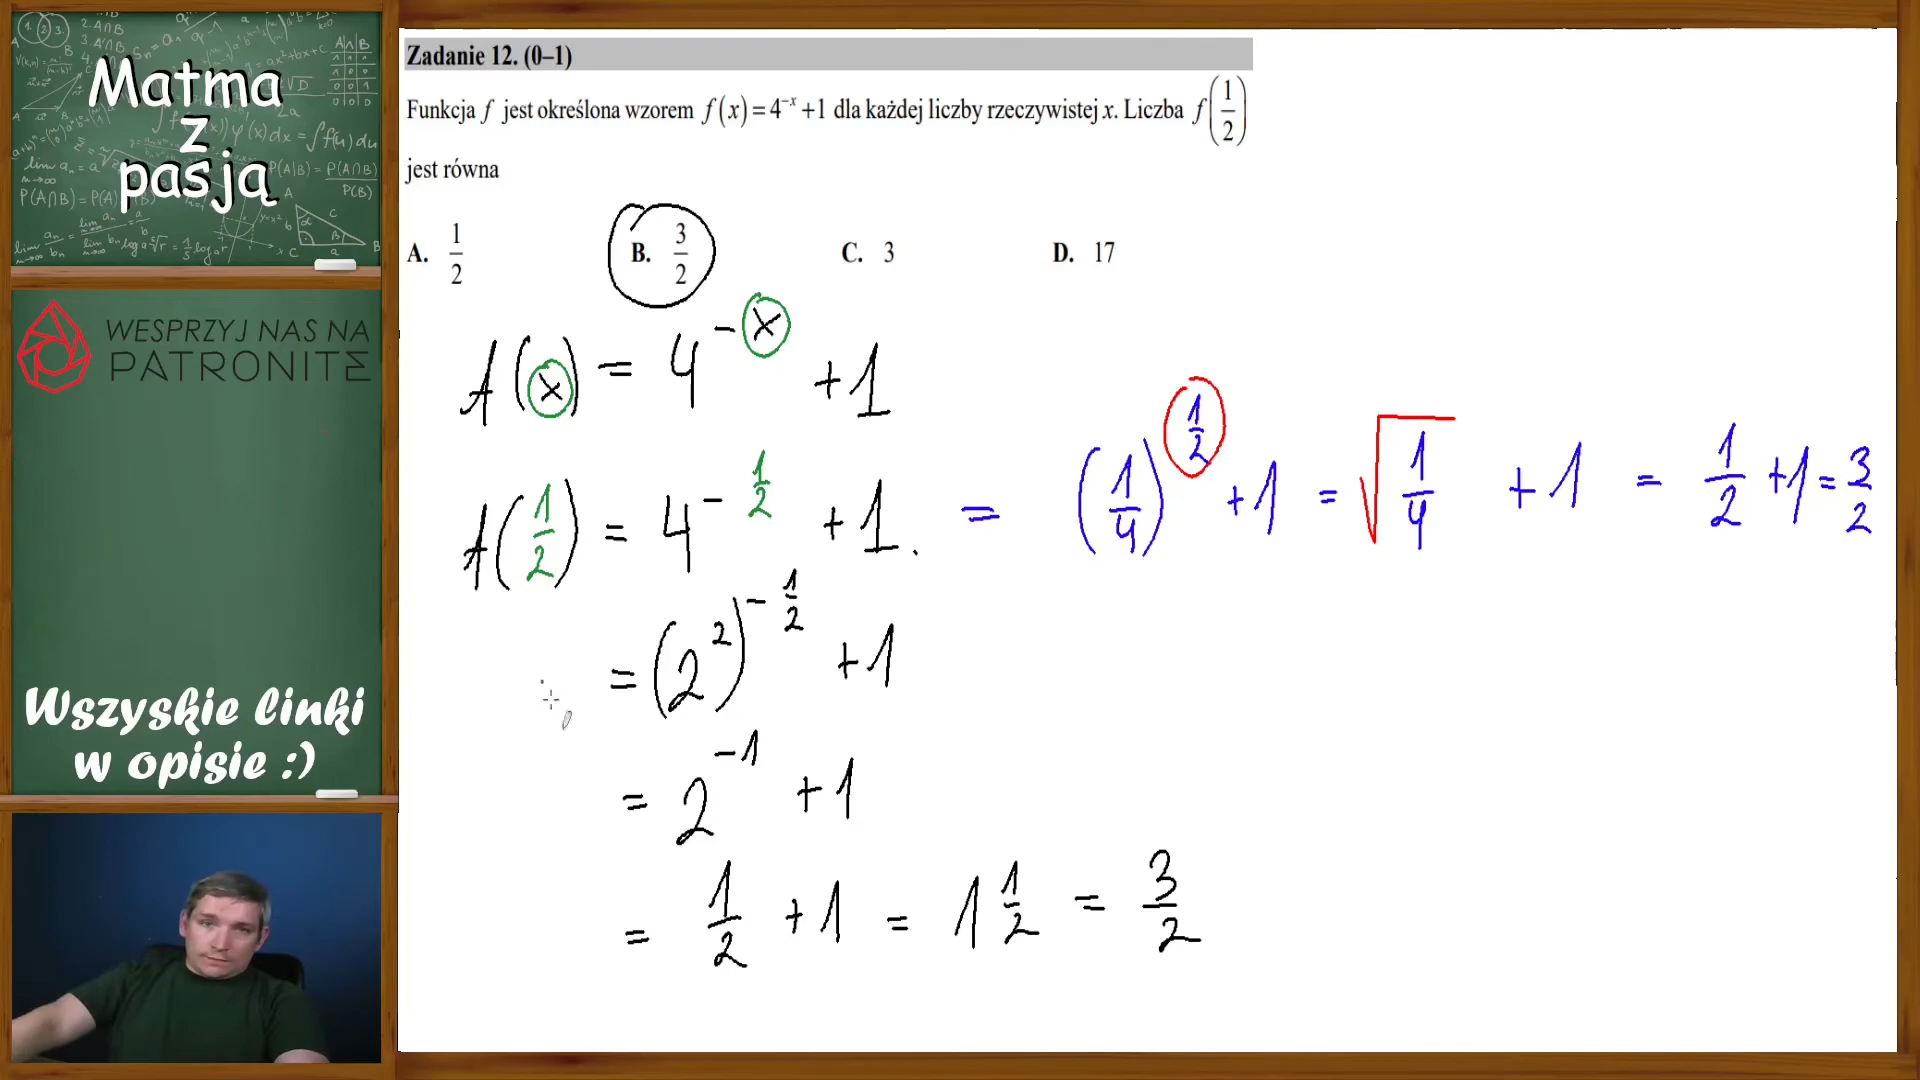 Matma
z
pasją
WESPRZYJ NAS NA
PATRONITE
Wszyskie linki
w opisie :)
Zadanie 12. (0–1)
Funkcja f jest określona wzorem f(x) = 4^{-x} + 1 dla każdej liczby rzeczywistej x. Liczba f(1/2)
jest równa
A. 1/2 B. 3/2 C. 3 D. 17
f(x) = 4^{-x} + 1
f(1/2) = 4^{-1/2} + 1. = (1/4)^{1/2} + 1 = √(1/4) + 1 = 1/2 + 1 = 3/2
= (2^2)^{-1/2} + 1
= 2^{-1} + 1
= 1/2 + 1 = 1 1/2 = 3/2